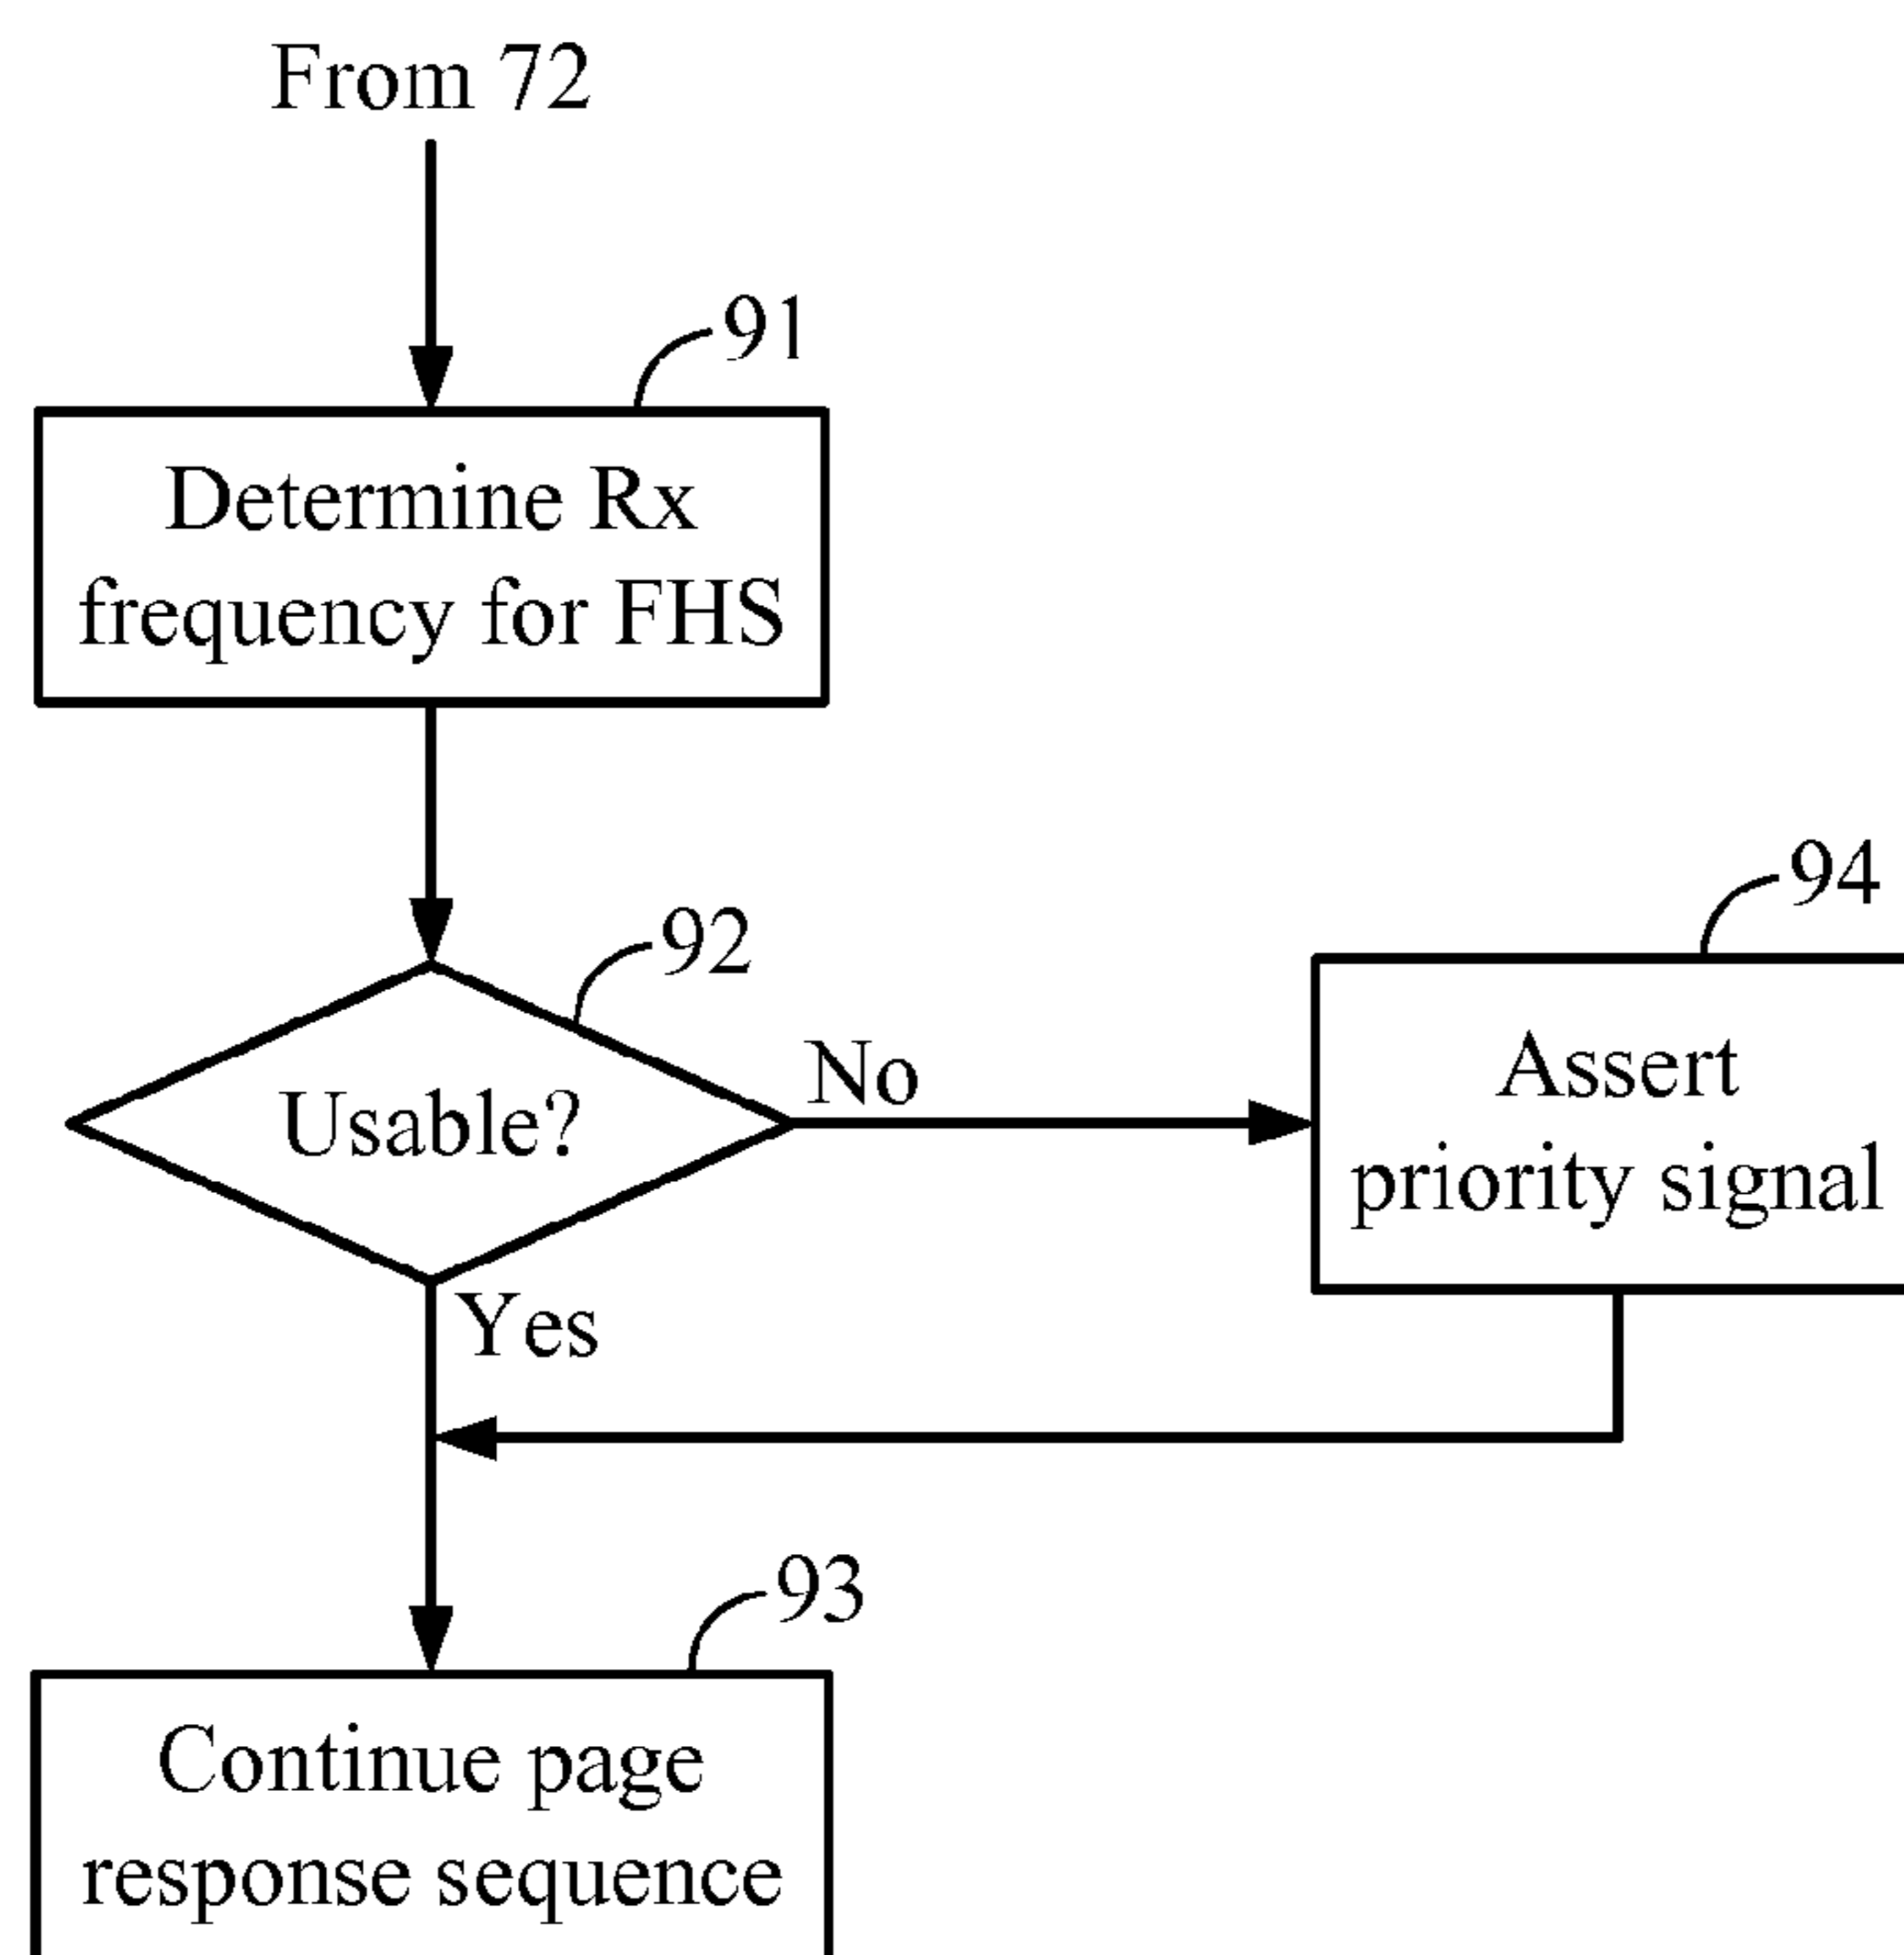 From 72
91
Determine Rx
frequency for FHS
92
Usable?
No
94
Assert
priority signal
Yes
93
Continue page
response sequence